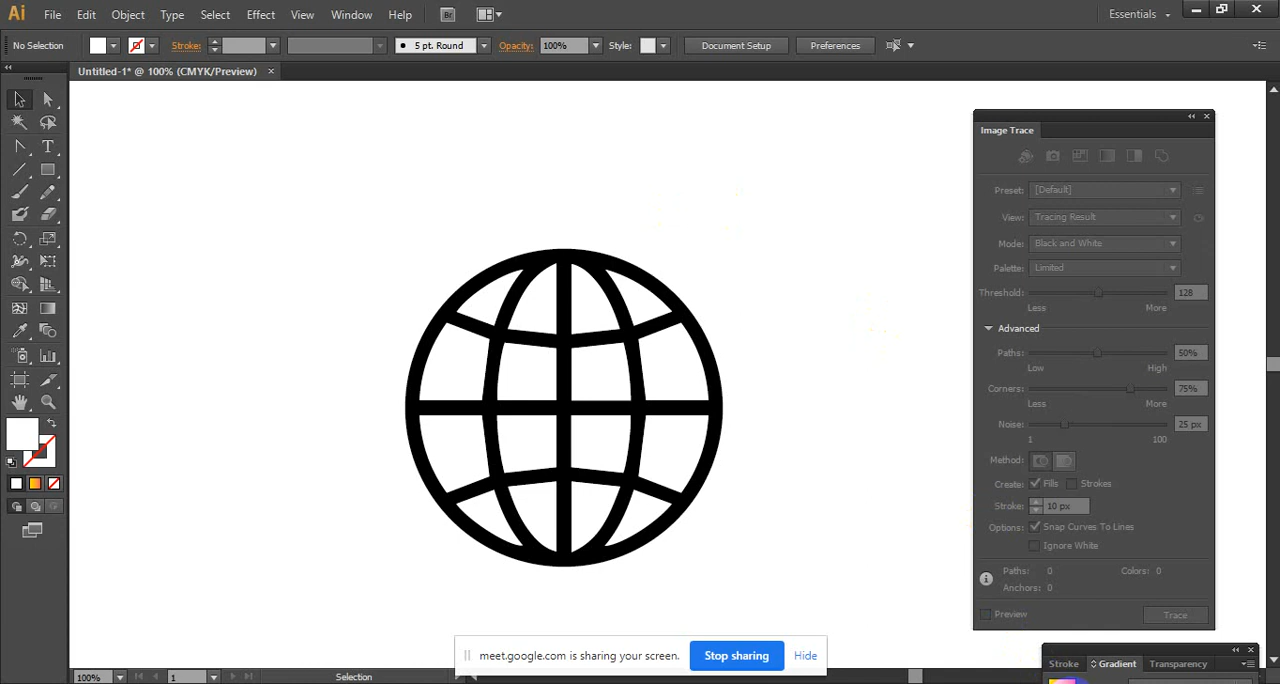 Ai File Edit Object Type Select Effect View Window Help Br Essentials
No Selection Stroke: 5 pt. Round Opacity: 100% Style: Document Setup Preferences
Untitled-1* @ 100% (CMYK/Preview) ×
Image Trace
Preset: [Default]
View: Tracing Result
Mode: Black and White
Palette: Limited
Threshold: 128
Less More
Advanced
Paths: 50%
Low High
Corners: 75%
Less More
Noise: 25 px
1 100
Method:
Create: Fills Strokes
Stroke: 10 px
Options: Snap Curves To Lines
Ignore White
Paths: 0 Colors: 0
Anchors: 0
Preview Trace
meet.google.com is sharing your screen. Stop sharing Hide
Stroke Gradient Transparency
100% 1 Selection